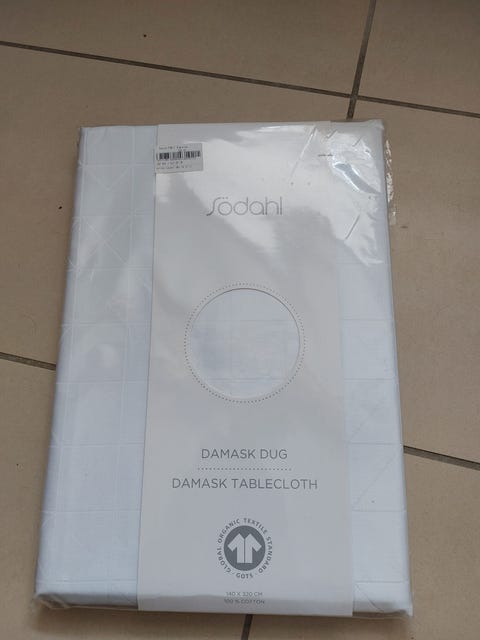 Södahl
DAMASK DUG
DAMASK TABLECLOTH
GLOBAL ORGANIC TEXTILE STANDARD
GOTS
140 X 320 CM
100 % COTTON